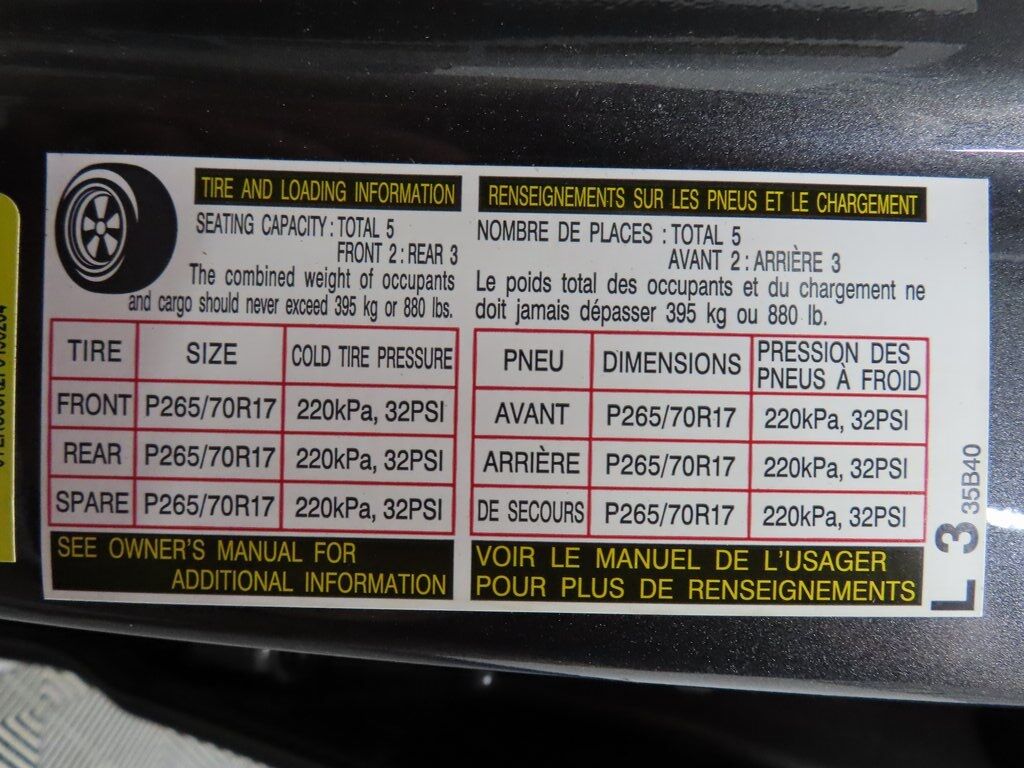 TIRE AND LOADING INFORMATION
SEATING CAPACITY : TOTAL 5
FRONT 2 : REAR 3
The combined weight of occupants
and cargo should never exceed 395 kg or 880 lbs.
TIRE SIZE COLD TIRE PRESSURE
FRONT P265/70R17 220kPa, 32PSI
REAR P265/70R17 220kPa, 32PSI
SPARE P265/70R17 220kPa, 32PSI
SEE OWNER'S MANUAL FOR
ADDITIONAL INFORMATION
RENSEIGNEMENTS SUR LES PNEUS ET LE CHARGEMENT
NOMBRE DE PLACES : TOTAL 5
AVANT 2 : ARRIÈRE 3
Le poids total des occupants et du chargement ne
doit jamais dépasser 395 kg ou 880 lb.
PNEU DIMENSIONS PRESSION DES
PNEUS À FROID
AVANT P265/70R17 220kPa, 32PSI
ARRIÈRE P265/70R17 220kPa, 32PSI
DE SECOURS P265/70R17 220kPa, 32PSI
VOIR LE MANUEL DE L'USAGER
POUR PLUS DE RENSEIGNEMENTS
L 3 35B40